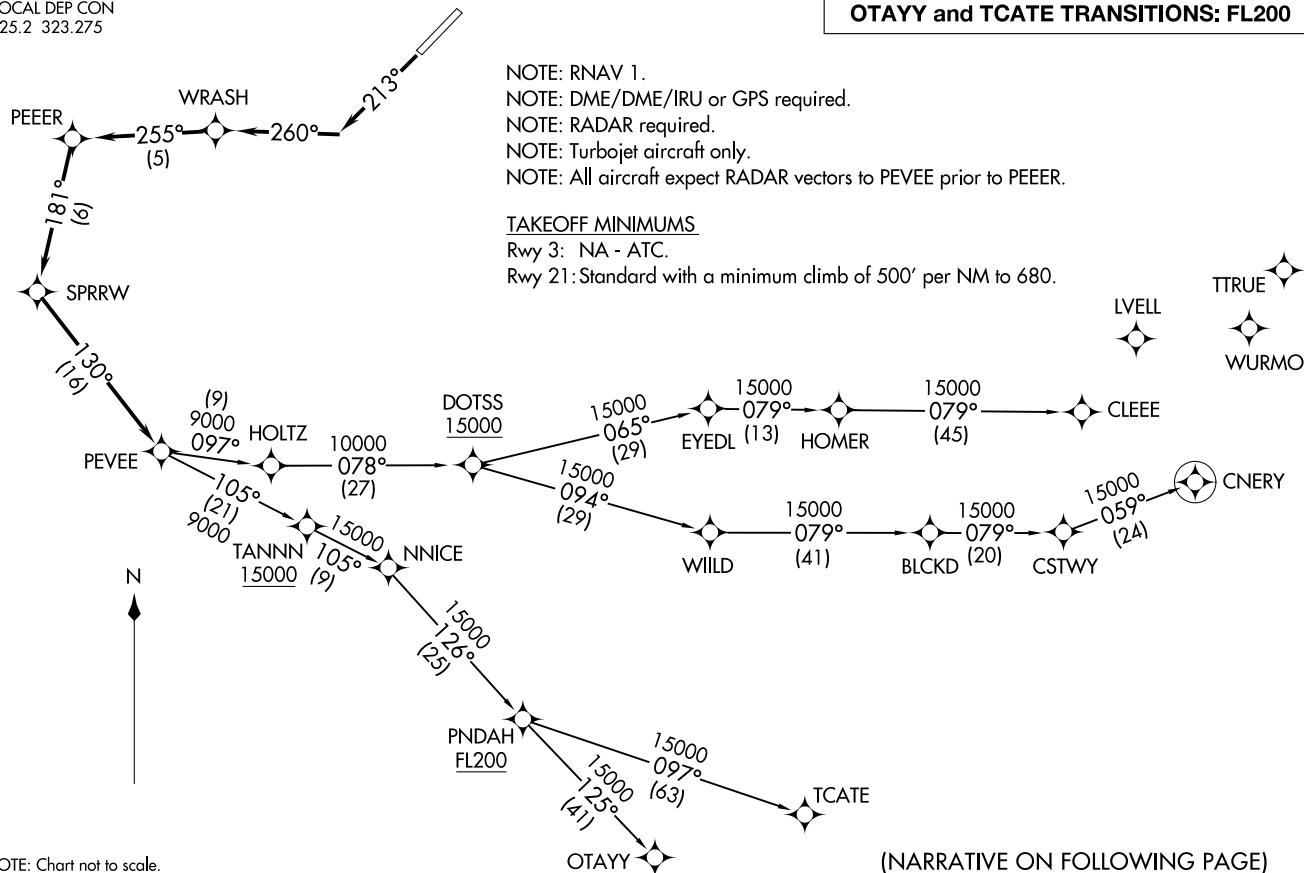 OCAL DEP CON
25.2 323.275
OTAYY and TCATE TRANSITIONS: FL200
NOTE: RNAV 1.
NOTE: DME/DME/IRU or GPS required.
NOTE: RADAR required.
NOTE: Turbojet aircraft only.
NOTE: All aircraft expect RADAR vectors to PEVEE prior to PEEER.
TAKEOFF MINIMUMS
Rwy 3: NA - ATC.
Rwy 21: Standard with a minimum climb of 500' per NM to 680.
213°
260°
WRASH
255°
(5)
PEEER
181°
(6)
SPRRW
130°
(16)
PEVEE
(9)
9000
097°
HOLTZ
10000
078°
(27)
DOTSS
15000
15000
065°
(29)
EYEDL
15000
079°
(13)
HOMER
15000
079°
(45)
CLEEE
LVELL
TTRUE
WURMO
15000
094°
(29)
WIILD
15000
079°
(41)
BLCKD
15000
079°
(20)
CSTWY
15000
059°
(24)
CNERY
105°
(21)
9000
TANNN
15000
15000
105°
(9)
NNICE
15000
126°
(25)
PNDAH
FL200
15000
097°
(63)
TCATE
15000
125°
(41)
OTAYY
N
OTE: Chart not to scale.
(NARRATIVE ON FOLLOWING PAGE)